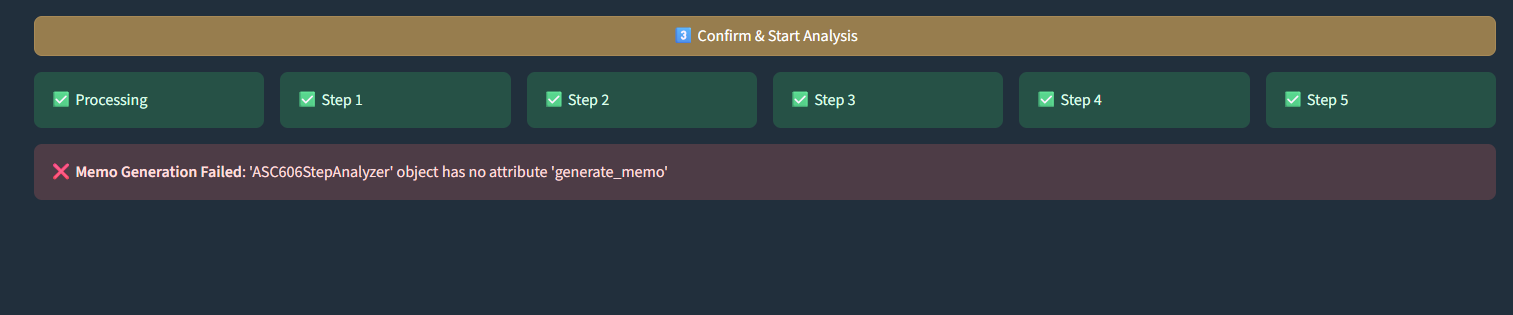 3️⃣ Confirm & Start Analysis
✅ Processing
✅ Step 1
✅ Step 2
✅ Step 3
✅ Step 4
✅ Step 5
❌ Memo Generation Failed: 'ASC606StepAnalyzer' object has no attribute 'generate_memo'